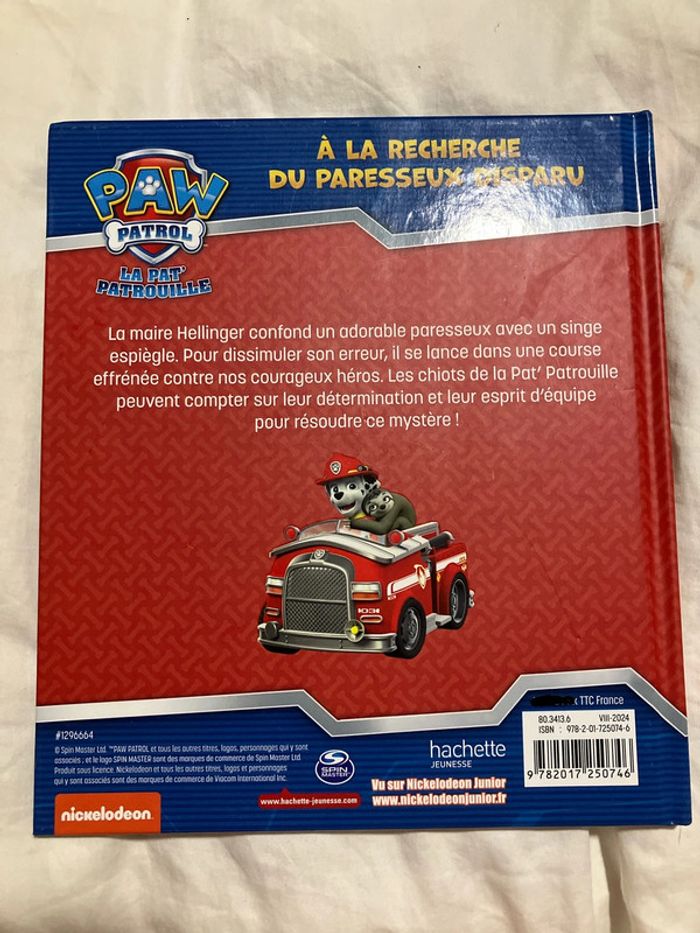 À LA RECHERCHE
DU PARESSEUX DISPARU
PAW
PATROL
LA PAT'
PATROUILLE
La maire Hellinger confond un adorable paresseux avec un singe
espiègle. Pour dissimuler son erreur, il se lance dans une course
effrénée contre nos courageux héros. Les chiots de la Pat' Patrouille
peuvent compter sur leur détermination et leur esprit d'équipe
pour résoudre ce mystère !
x TTC France
80.3413.6 VIII-2024
ISBN : 978-2-01-725074-6
9 782017 250746
#1296664
© Spin Master Ltd. ™PAW PATROL et tous les autres titres, logos, personnages qui y sont
associés ; et le logo SPIN MASTER sont des marques de commerce de Spin Master Ltd.
Produit sous licence. Nickelodeon et tous les autres titres, logos et personnages
qui y sont associés sont des marques de commerce de Viacom International Inc.
nickelodeon
SPIN
MASTER
hachette
JEUNESSE
www.hachette-jeunesse.com
Vu sur Nickelodeon Junior
www.nickelodeonjunior.fr